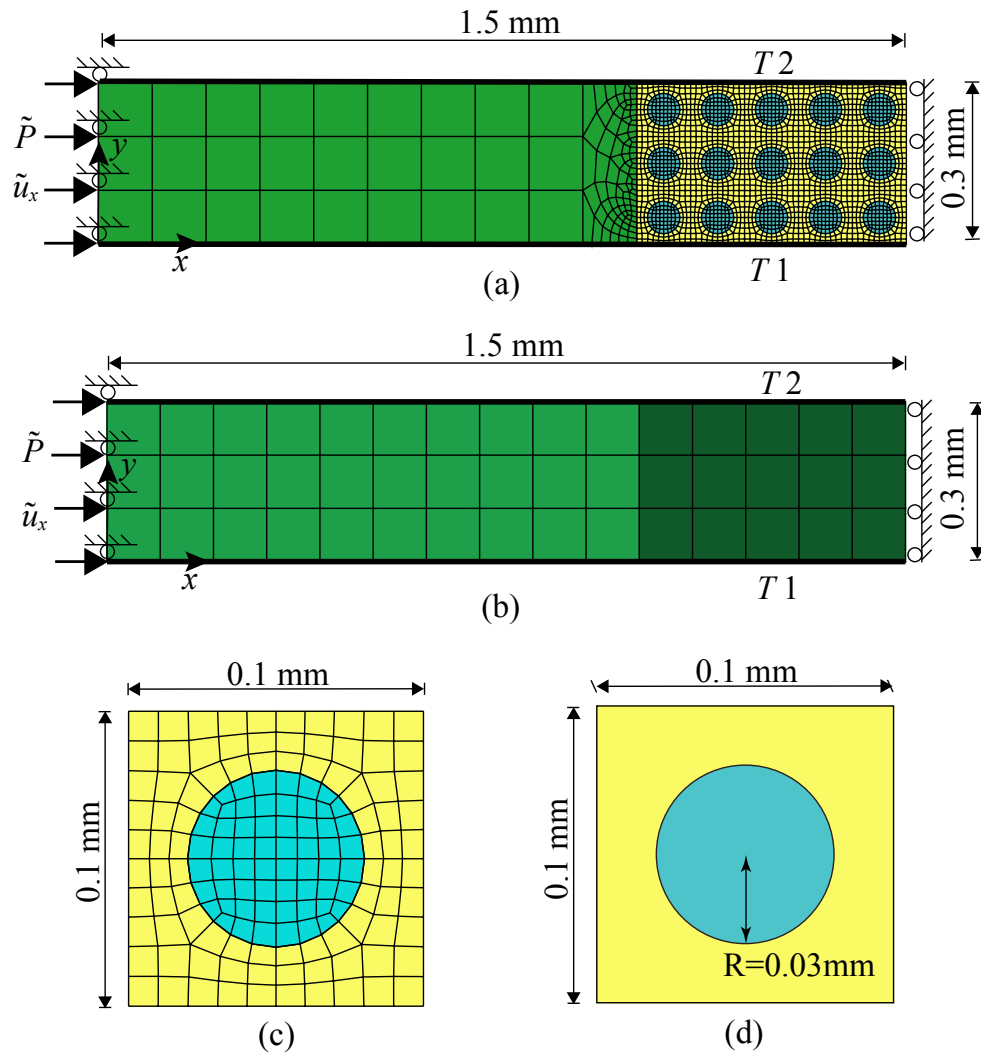 1.5 mm
T 2
P̃
y
ũₓ
0.3 mm
x
T 1
(a)
1.5 mm
T 2
P̃
y
ũₓ
0.3 mm
x
T 1
(b)
0.1 mm
0.1 mm
(c)
0.1 mm
0.1 mm
R=0.03mm
(d)